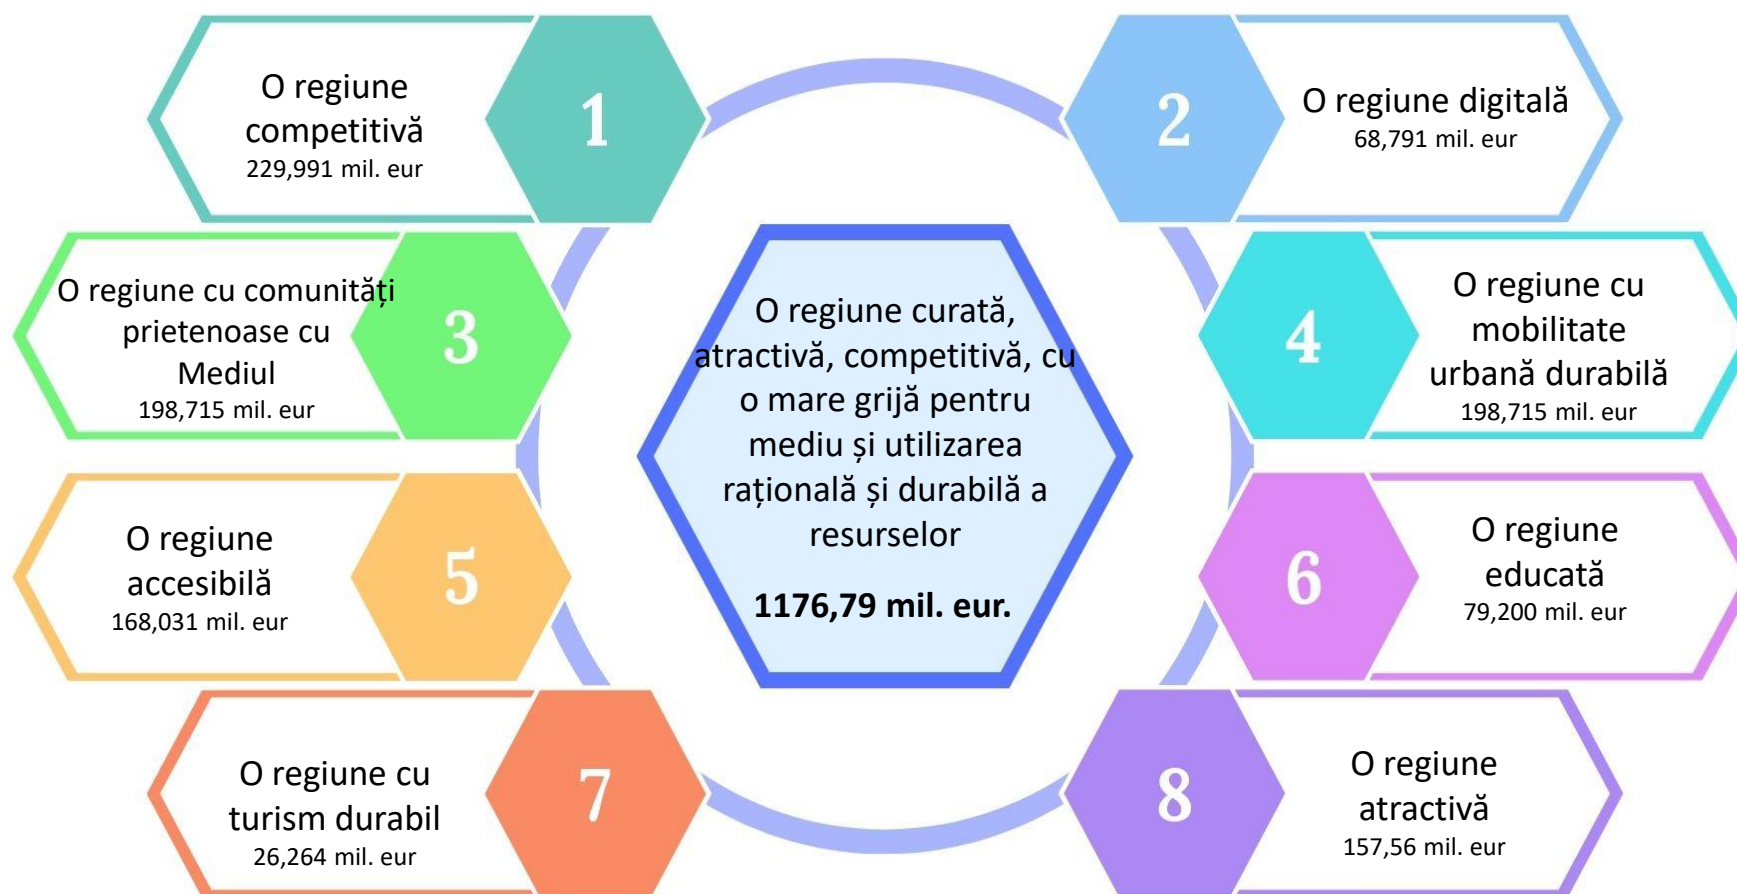 O regiune
competitivă
229,991 mil. eur
1
2
O regiune digitală
68,791 mil. eur
O regiune cu comunități
prietenoase cu
Mediul
198,715 mil. eur
3
O regiune curată,
atractivă, competitivă, cu
o mare grijă pentru
mediu și utilizarea
rațională și durabilă a
resurselor
1176,79 mil. eur.
4
O regiune cu
mobilitate
urbană durabilă
198,715 mil. eur
O regiune
accesibilă
168,031 mil. eur
5
6
O regiune
educată
79,200 mil. eur
O regiune cu
turism durabil
26,264 mil. eur
7
8
O regiune
atractivă
157,56 mil. eur